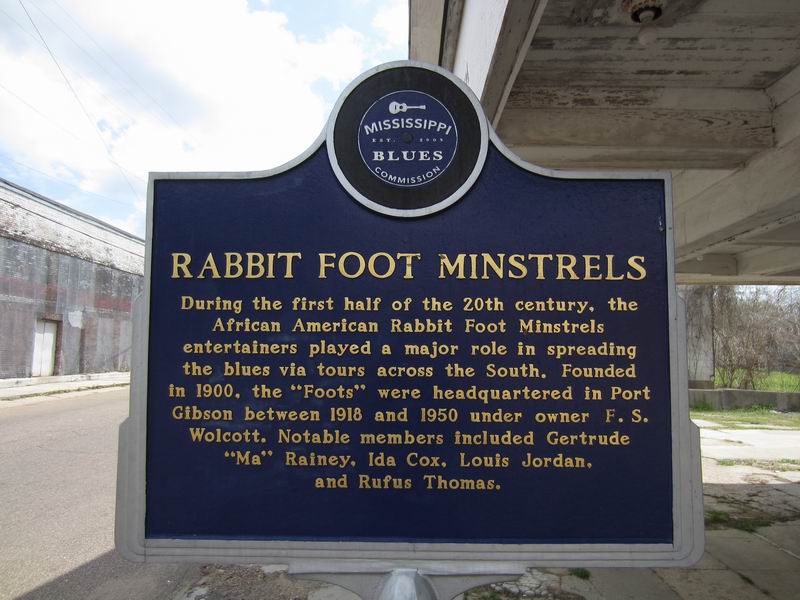 MISSISSIPPI
EST. 2003
BLUES
COMMISSION
RABBIT FOOT MINSTRELS
During the first half of the 20th century, the
African American Rabbit Foot Minstrels
entertainers played a major role in spreading
the blues via tours across the South. Founded
in 1900, the “Foots” were headquartered in Port
Gibson between 1918 and 1950 under owner F. S.
Wolcott. Notable members included Gertrude
“Ma” Rainey, Ida Cox, Louis Jordan,
and Rufus Thomas.